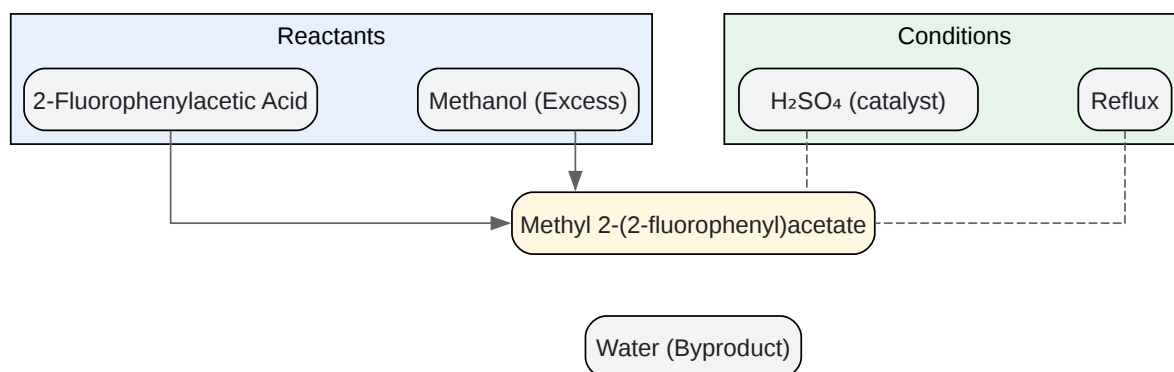 Reactants
Conditions
2-Fluorophenylacetic Acid
Methanol (Excess)
H₂SO₄ (catalyst)
Reflux
Methyl 2-(2-fluorophenyl)acetate
Water (Byproduct)